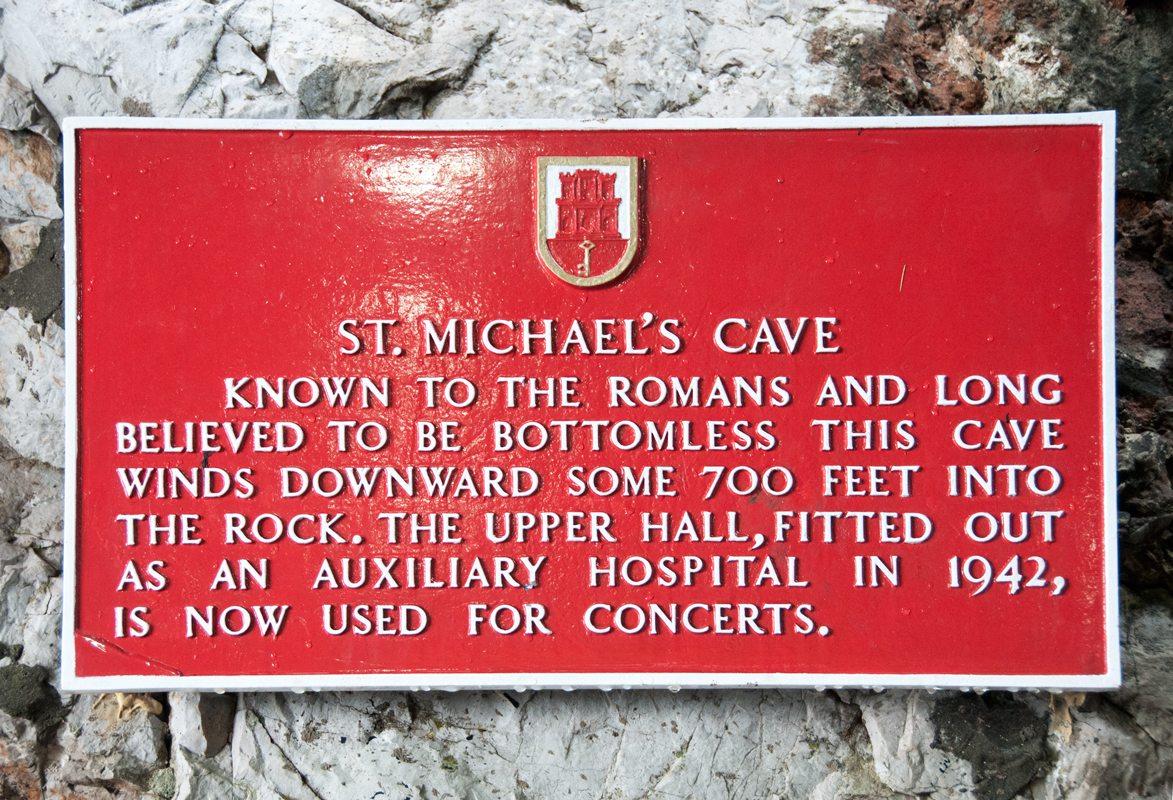 ST. MICHAEL'S CAVE
KNOWN TO THE ROMANS AND LONG
BELIEVED TO BE BOTTOMLESS THIS CAVE
WINDS DOWNWARD SOME 700 FEET INTO
THE ROCK. THE UPPER HALL, FITTED OUT
AS AN AUXILIARY HOSPITAL IN 1942,
IS NOW USED FOR CONCERTS.